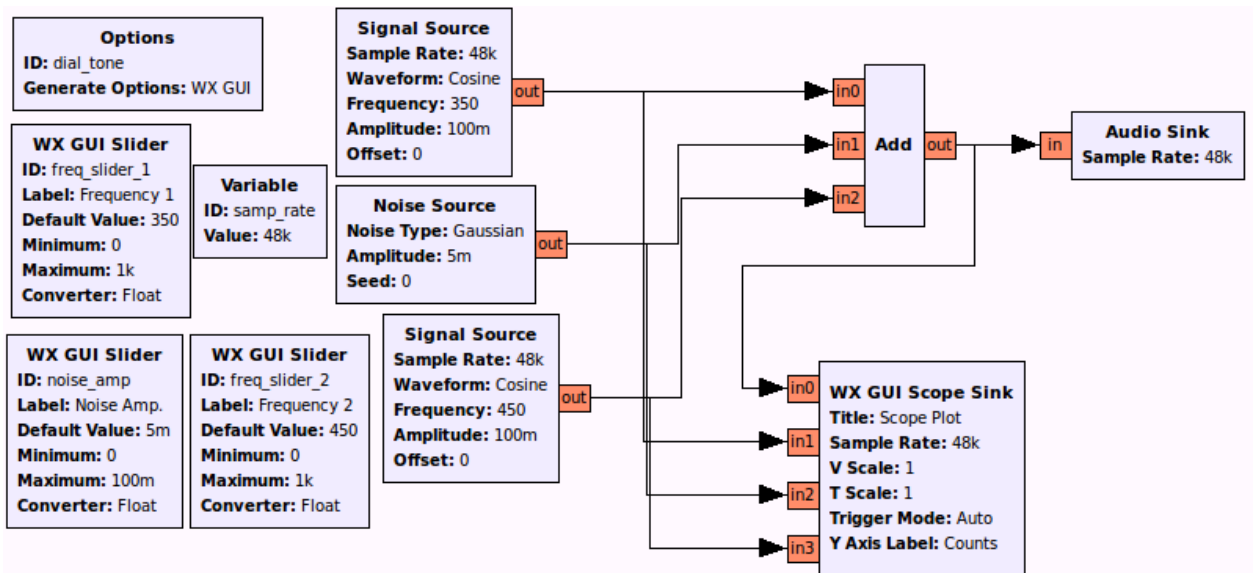 Options
ID: dial_tone
Generate Options: WX GUI
WX GUI Slider
ID: freq_slider_1
Label: Frequency 1
Default Value: 350
Minimum: 0
Maximum: 1k
Converter: Float
Variable
ID: samp_rate
Value: 48k
WX GUI Slider
ID: noise_amp
Label: Noise Amp.
Default Value: 5m
Minimum: 0
Maximum: 100m
Converter: Float
WX GUI Slider
ID: freq_slider_2
Label: Frequency 2
Default Value: 450
Minimum: 0
Maximum: 1k
Converter: Float
Signal Source
Sample Rate: 48k
Waveform: Cosine
Frequency: 350
Amplitude: 100m
Offset: 0
out
Noise Source
Noise Type: Gaussian
Amplitude: 5m
Seed: 0
out
Signal Source
Sample Rate: 48k
Waveform: Cosine
Frequency: 450
Amplitude: 100m
Offset: 0
out
in0
in1
in2
Add
out
in
Audio Sink
Sample Rate: 48k
in0
in1
in2
in3
WX GUI Scope Sink
Title: Scope Plot
Sample Rate: 48k
V Scale: 1
T Scale: 1
Trigger Mode: Auto
Y Axis Label: Counts